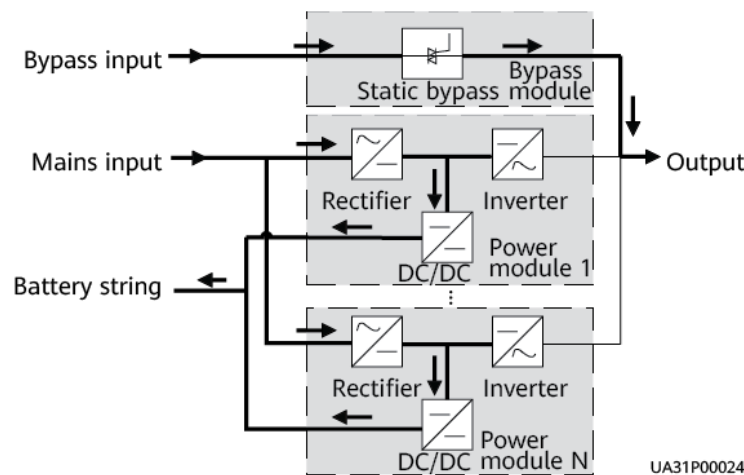 Bypass input
Static bypass
Bypass
module
Mains input
Output
Rectifier
Inverter
DC/DC
Power
module 1
Battery string
Rectifier
Inverter
DC/DC
Power
module N
UA31P00024